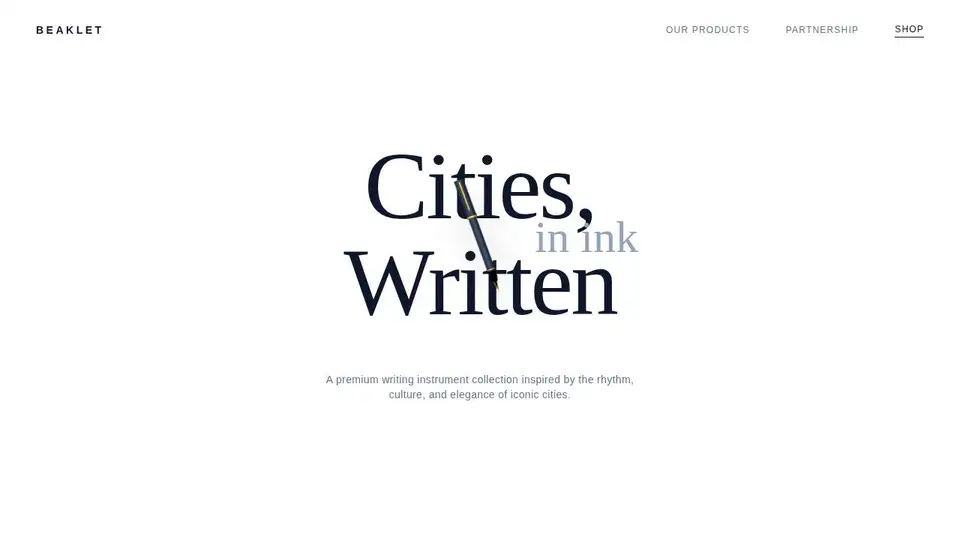 BEAKLET
OUR PRODUCTS
PARTNERSHIP
SHOP
Cities,
in ink
Written
A premium writing instrument collection inspired by the rhythm,
culture, and elegance of iconic cities.